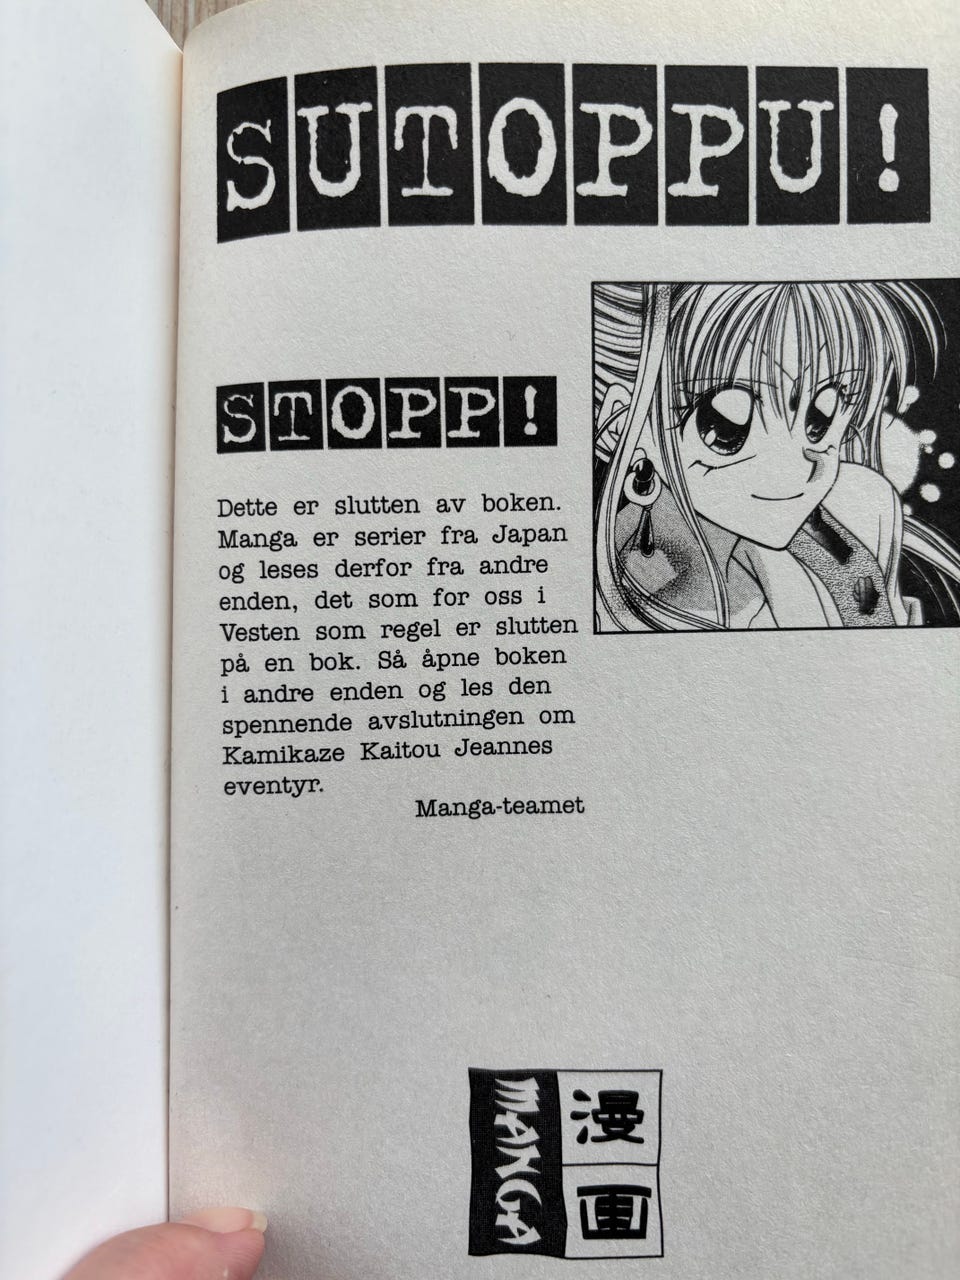 SUTOPPU!
STOPP!
Dette er slutten av boken.
Manga er serier fra Japan
og leses derfor fra andre
enden, det som for oss i
Vesten som regel er slutten
på en bok. Så åpne boken
i andre enden og les den
spennende avslutningen om
Kamikaze Kaitou Jeannes
eventyr.
Manga-teamet
MANGA
漫画